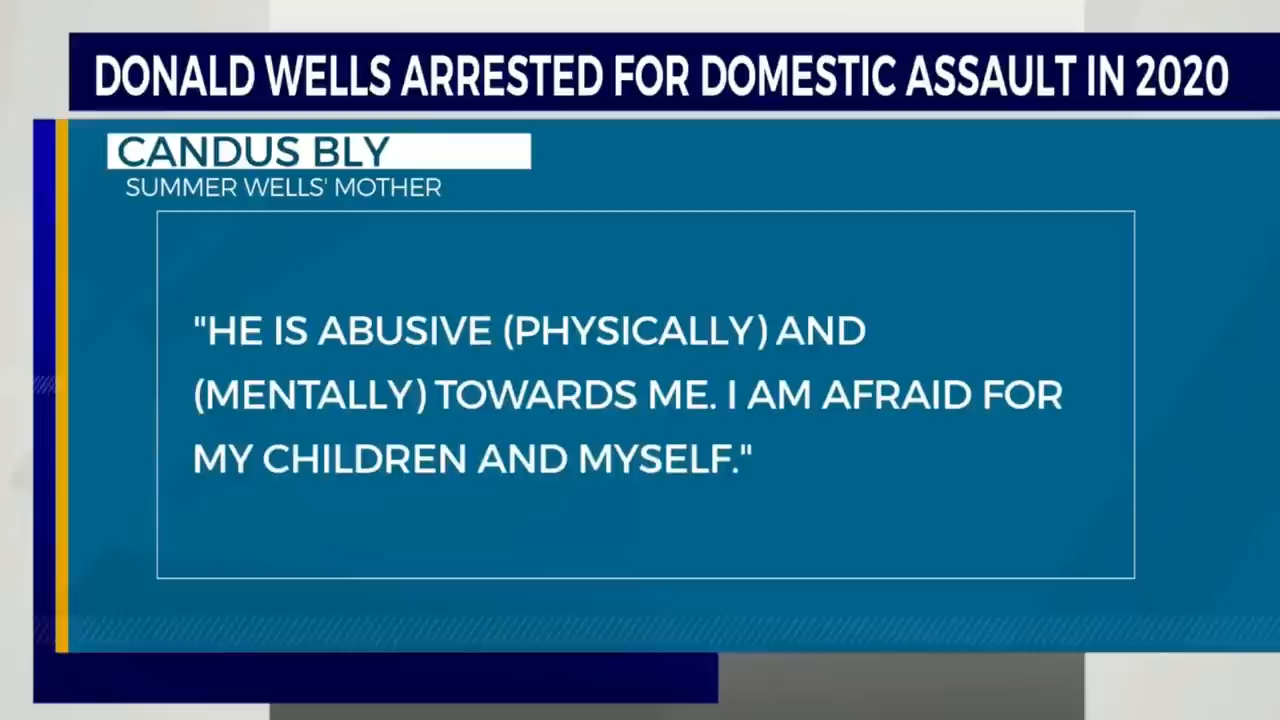 DONALD WELLS ARRESTED FOR DOMESTIC ASSAULT IN 2020
CANDUS BLY
SUMMER WELLS' MOTHER
"HE IS ABUSIVE (PHYSICALLY) AND
(MENTALLY) TOWARDS ME. I AM AFRAID FOR
MY CHILDREN AND MYSELF."